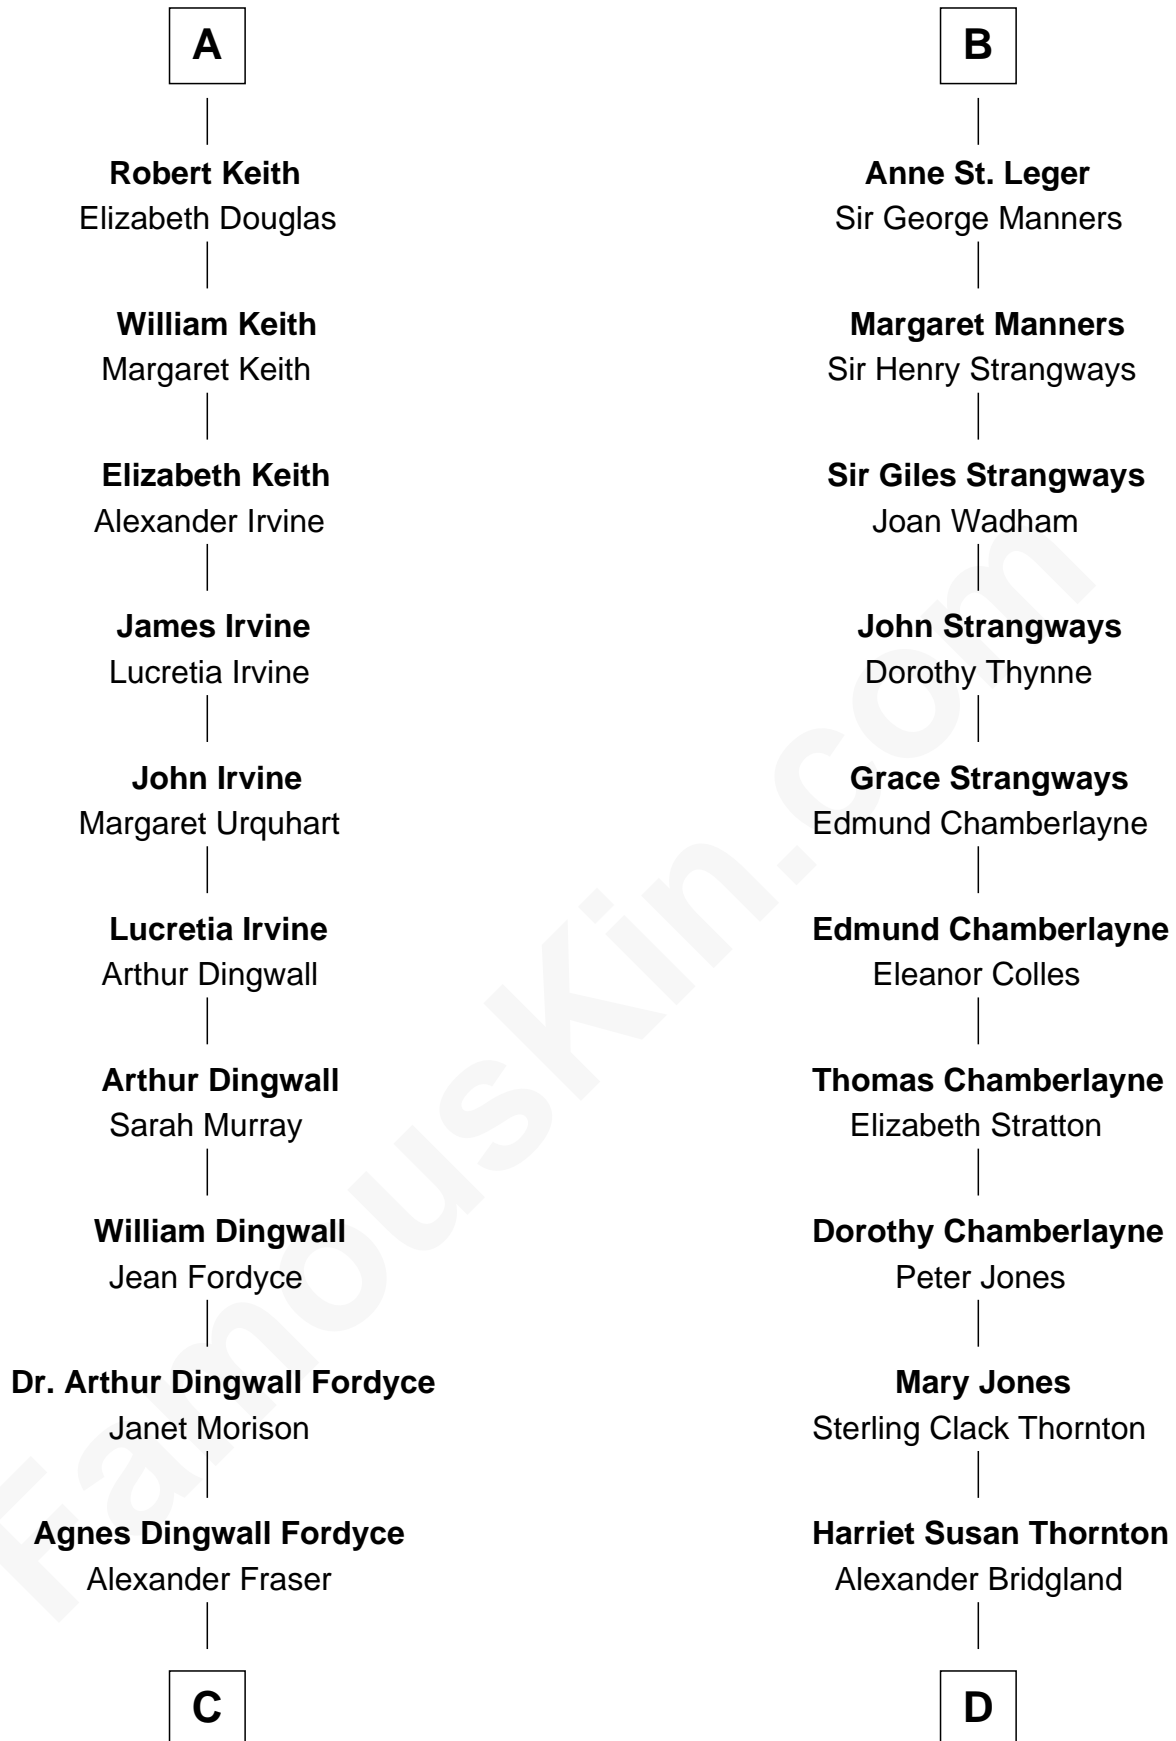 A
Robert Keith
Elizabeth Douglas
William Keith
Margaret Keith
Elizabeth Keith
Alexander Irvine
James Irvine
Lucretia Irvine
John Irvine
Margaret Urquhart
Lucretia Irvine
Arthur Dingwall
Arthur Dingwall
Sarah Murray
William Dingwall
Jean Fordyce
Dr. Arthur Dingwall Fordyce
Janet Morison
Agnes Dingwall Fordyce
Alexander Fraser
C
B
Anne St. Leger
Sir George Manners
Margaret Manners
Sir Henry Strangways
Sir Giles Strangways
Joan Wadham
John Strangways
Dorothy Thynne
Grace Strangways
Edmund Chamberlayne
Edmund Chamberlayne
Eleanor Colles
Thomas Chamberlayne
Elizabeth Stratton
Dorothy Chamberlayne
Peter Jones
Mary Jones
Sterling Clack Thornton
Harriet Susan Thornton
Alexander Bridgland
D
FamousKin.com